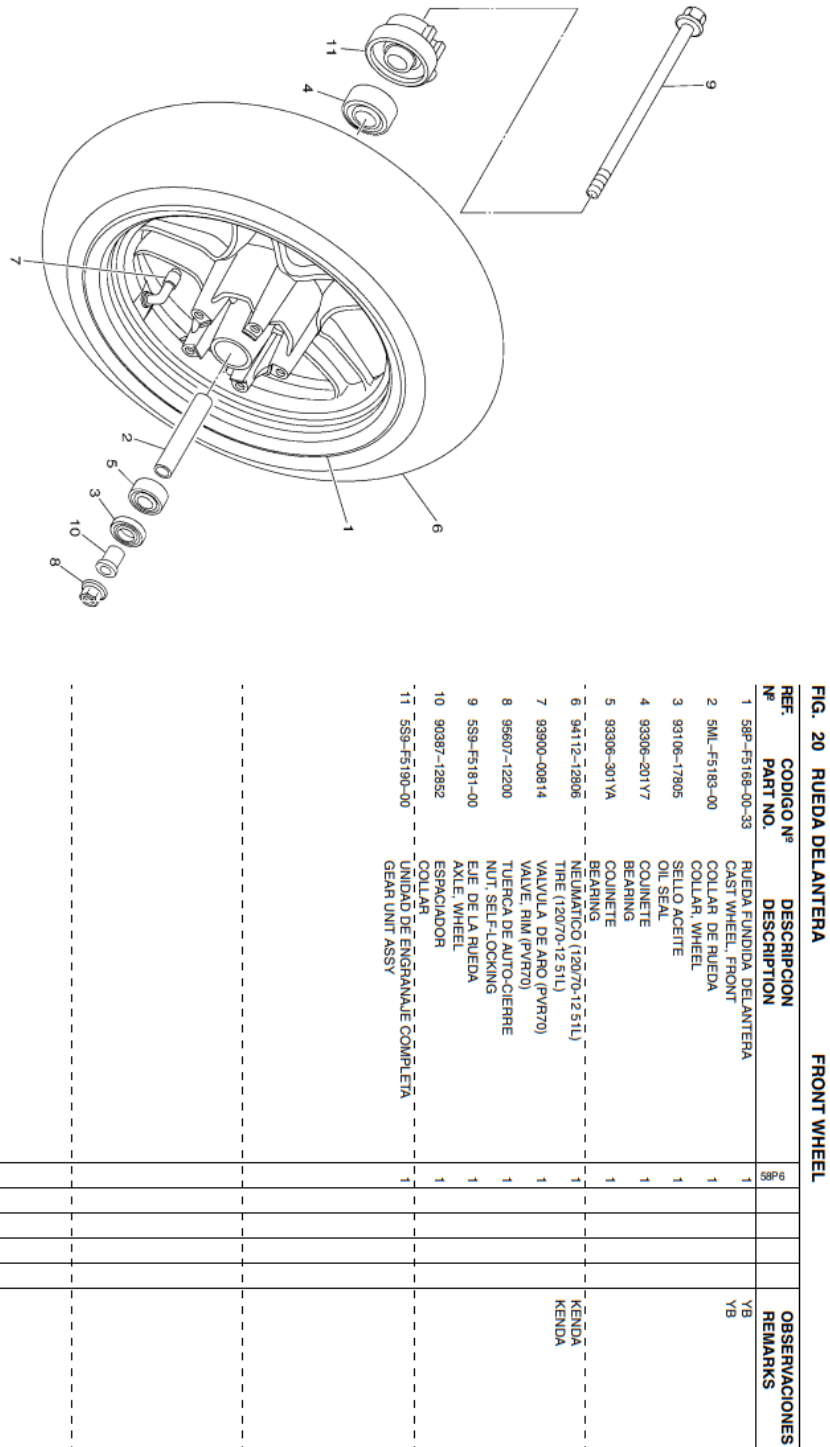 FIG. 20 RUEDA DELANTERA FRONT WHEEL
REF. CODIGO Nº DESCRIPCION OBSERVACIONES
Nº PART NO. DESCRIPTION 58P6 REMARKS
1 58P–F5168–00–33 RUEDA FUNDIDA DELANTERA 1 YB
CAST WHEEL, FRONT YB
2 5ML–F5183–00 COLLAR DE RUEDA 1
COLLAR, WHEEL
3 93106–17805 SELLO ACEITE 1
OIL SEAL
4 93306–201Y7 COJINETE 1
BEARING
5 93306–301YA COJINETE 1
BEARING
6 94112–12806 NEUMATICO (120/70-12 51L) 1 KENDA
TIRE (120/70-12 51L) KENDA
7 93900–00814 VALVULA DE ARO (PVR70) 1
VALVE, RIM (PVR70)
8 95607–12200 TUERCA DE AUTO-CIERRE 1
NUT, SELF-LOCKING
9 5S9–F5181–00 EJE DE LA RUEDA 1
AXLE, WHEEL
10 90387–12852 ESPACIADOR 1
COLLAR
11 5S9–F5190–00 UNIDAD DE ENGRANAJE COMPLETA 1
GEAR UNIT ASSY
9
11
4
6
1
7
2
5
3
10
8